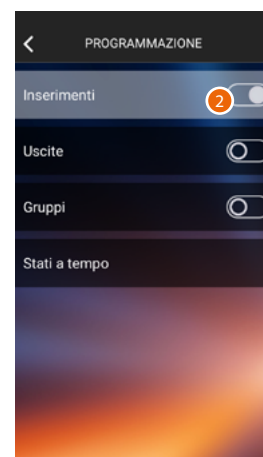 PROGRAMMAZIONE
Inserimenti
2
Uscite
Gruppi
Stati a tempo